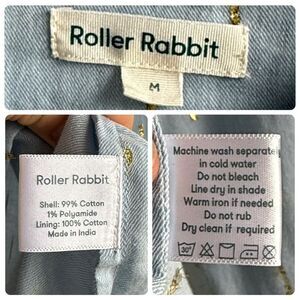 Roller Rabbit
M
Roller Rabbit
Shell: 99% Cotton
1% Polyamide
Lining: 100% Cotton
Made in India
Machine wash separately
in cold water
Do not bleach
Line dry in shade
Warm iron if needed
Do not rub
Dry clean if required
30°